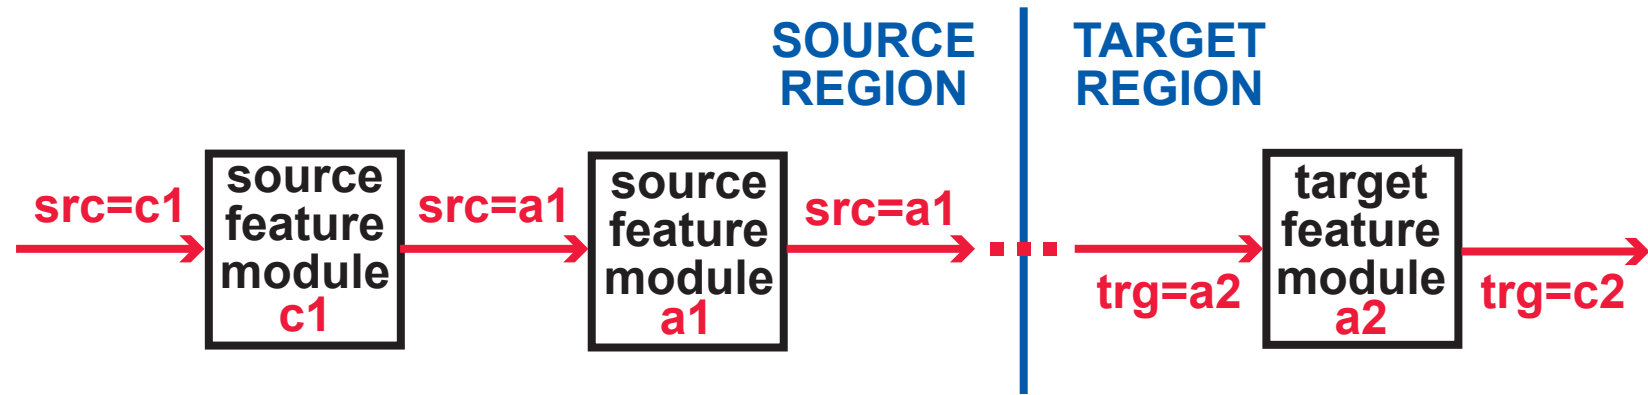 SOURCE
REGION
TARGET
REGION
src=c1
source
feature
module
c1
src=a1
source
feature
module
a1
src=a1
trg=a2
target
feature
module
a2
trg=c2